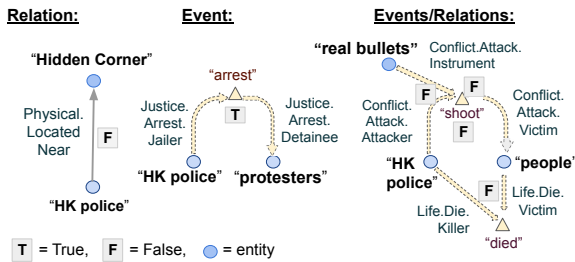 Relation:
Event:
Events/Relations:
"Hidden Corner"
Physical.
Located
Near
F
"HK police"
"arrest"
T
Justice.
Arrest.
Jailer
Justice.
Arrest.
Detainee
"HK police"
"protesters"
"real bullets"
Conflict.Attack.
Instrument
F
F
"shoot"
F
Conflict.
Attack.
Attacker
Conflict.
Attack.
Victim
"HK
police"
"people"
F
Life.Die.
Victim
Life.Die.
Killer
"died"
T = True, F = False, = entity